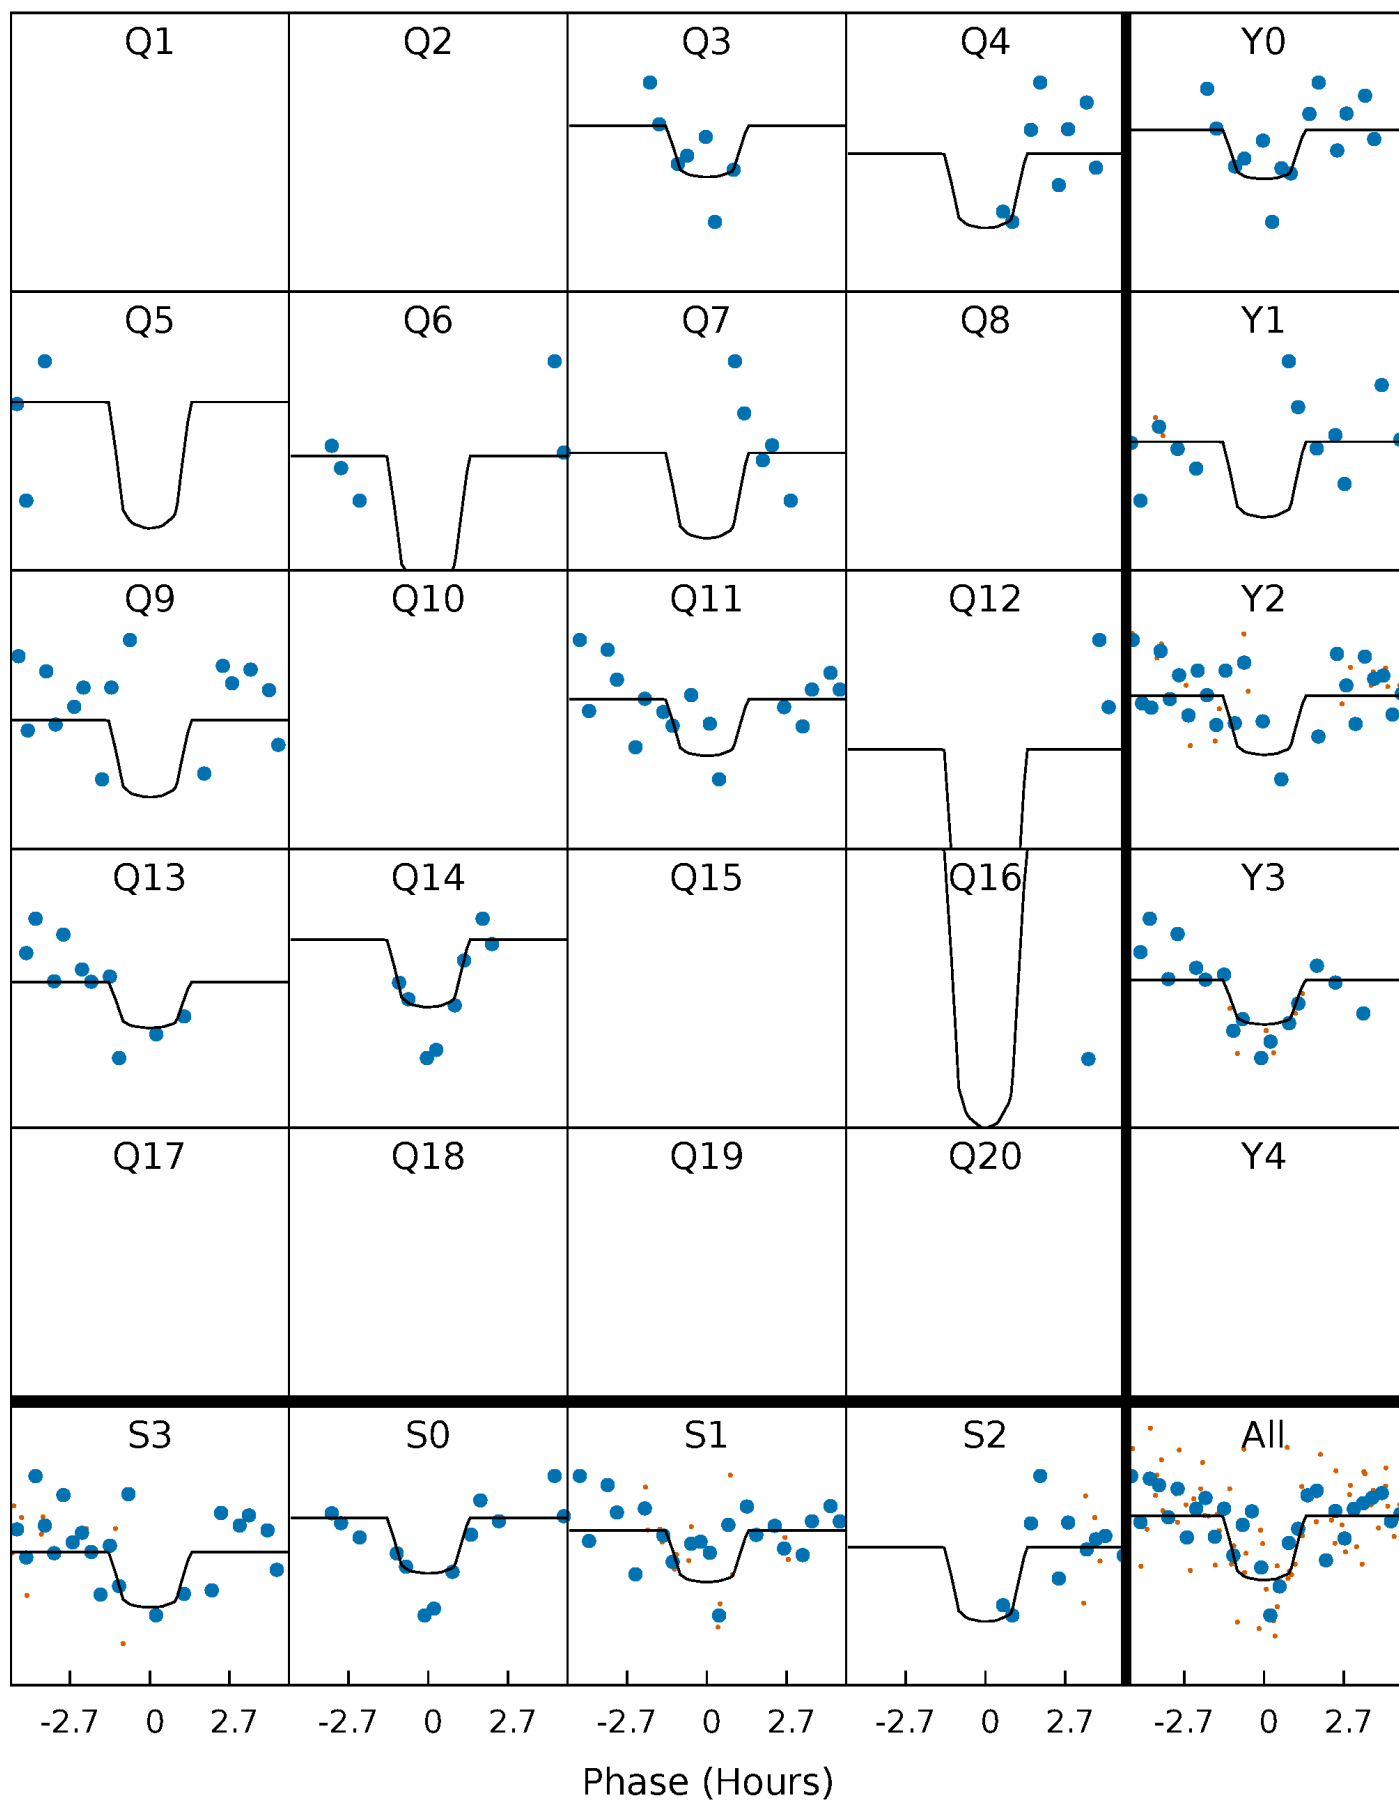 Q1 Q2 Q3 Q4 Y0
Q5 Q6 Q7 Q8 Y1
Q9 Q10 Q11 Q12 Y2
Q13 Q14 Q15 Q16 Y3
Q17 Q18 Q19 Q20 Y4
S3 S0 S1 S2 All
-2.7 0 2.7 -2.7 0 2.7 -2.7 0 2.7 -2.7 0 2.7 -2.7 0 2.7
Phase (Hours)